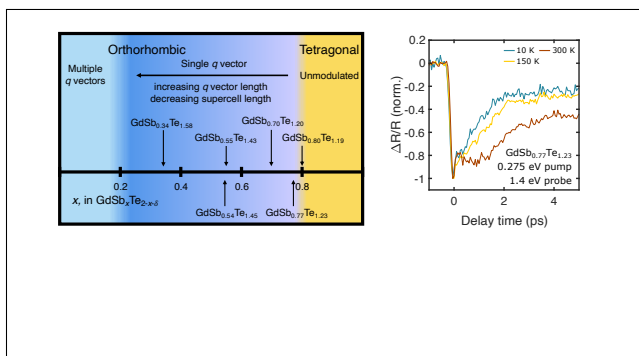 Orthorhombic
Tetragonal
Multiple
q vectors
Single q vector
Unmodulated
increasing q vector length
decreasing supercell length
GdSb0.34Te1.58
GdSb0.70Te1.20
GdSb0.55Te1.43
GdSb0.80Te1.19
0.2
0.4
0.6
0.8
x, in GdSbxTe2-x-δ
GdSb0.54Te1.45
GdSb0.77Te1.23
ΔR/R (norm.)
0
-0.2
-0.4
-0.6
-0.8
-1
10 K
300 K
150 K
GdSb0.77Te1.23
0.275 eV pump
1.4 eV probe
0
2
4
Delay time (ps)